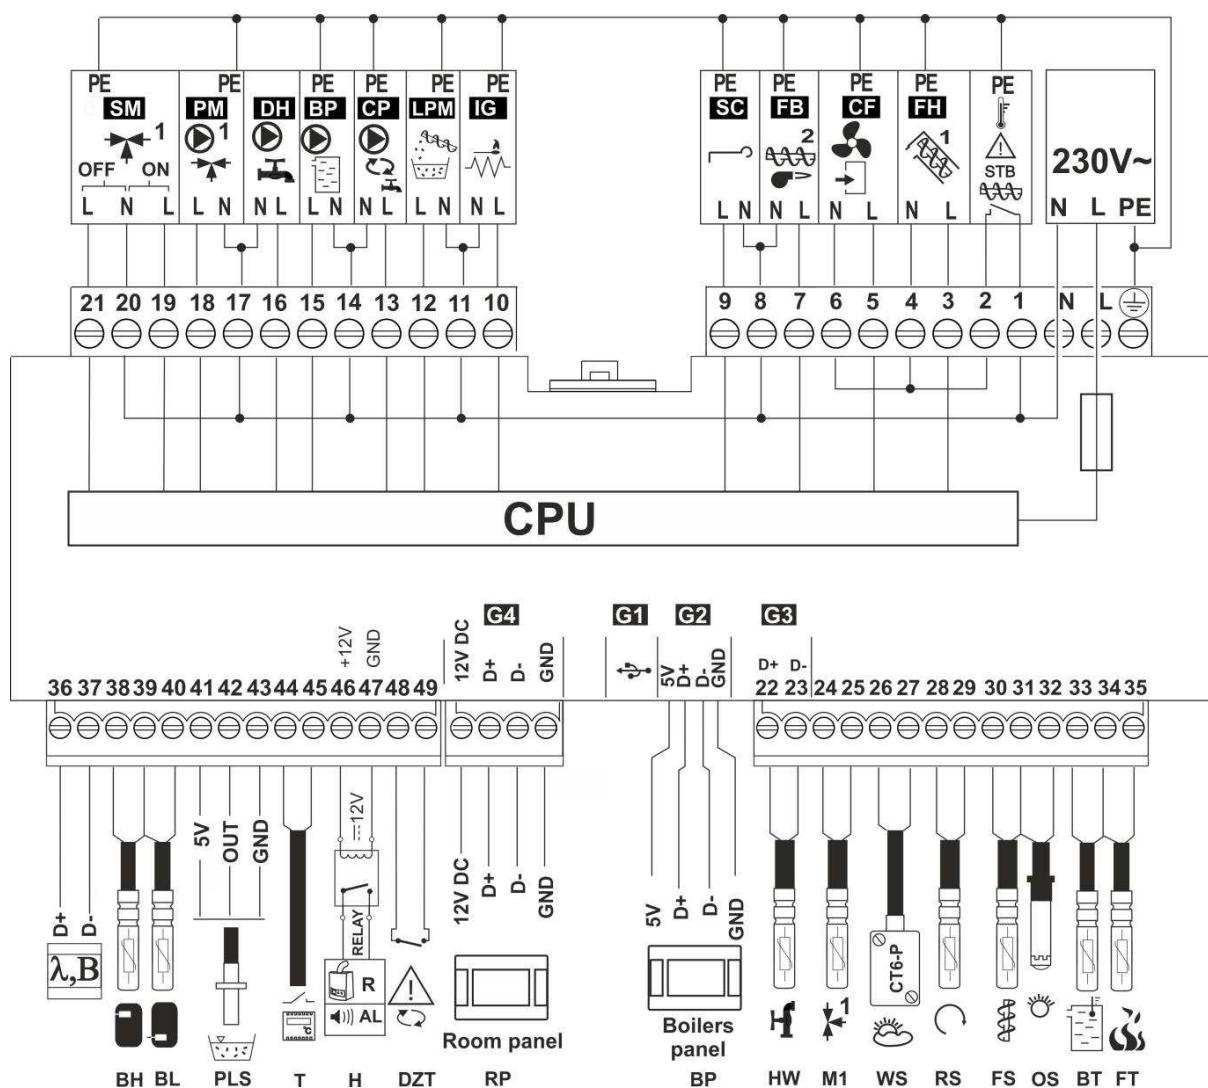 PE PE PE PE PE PE PE PE PE PE PE
SM PM DH BP CP LPM IG SC FB CF FH
1 1 2 1
OFF ON STB 230V~
L N L L N N L L N N L L N N L L N N L N L N L N L PE
21 20 19 18 17 16 15 14 13 12 11 10 9 8 7 6 5 4 3 2 1 N L
CPU
G4 G1 G2 G3
+12V GND 12V DC D+ D- GND 5V D+ D- GND D+ D-
36 37 38 39 40 41 42 43 44 45 46 47 48 49 22 23 24 25 26 27 28 29 30 31 32 33 34 35
D+ D- 5V OUT GND 12V RELAY 12V DC D+ D- GND 5V D+ D- GND
λ,B R CT6-P
°C AL 1
Room panel
Boilers
panel
BH BL PLS T H DZT RP BP HW M1 WS RS FS OS BT FT